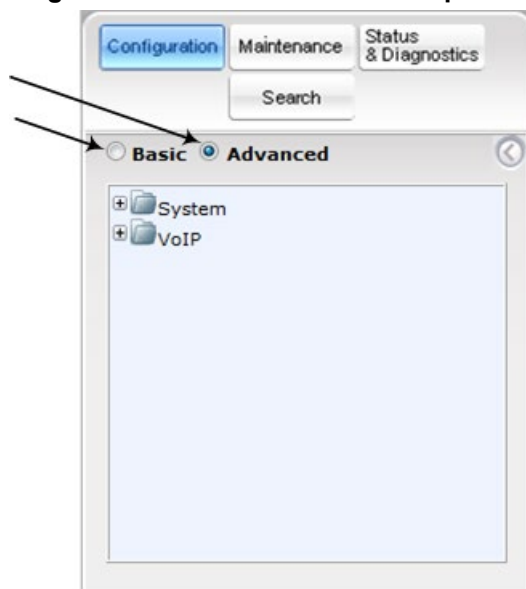 Configuration
Maintenance
Status
& Diagnostics
Search
Basic
Advanced
System
VoIP